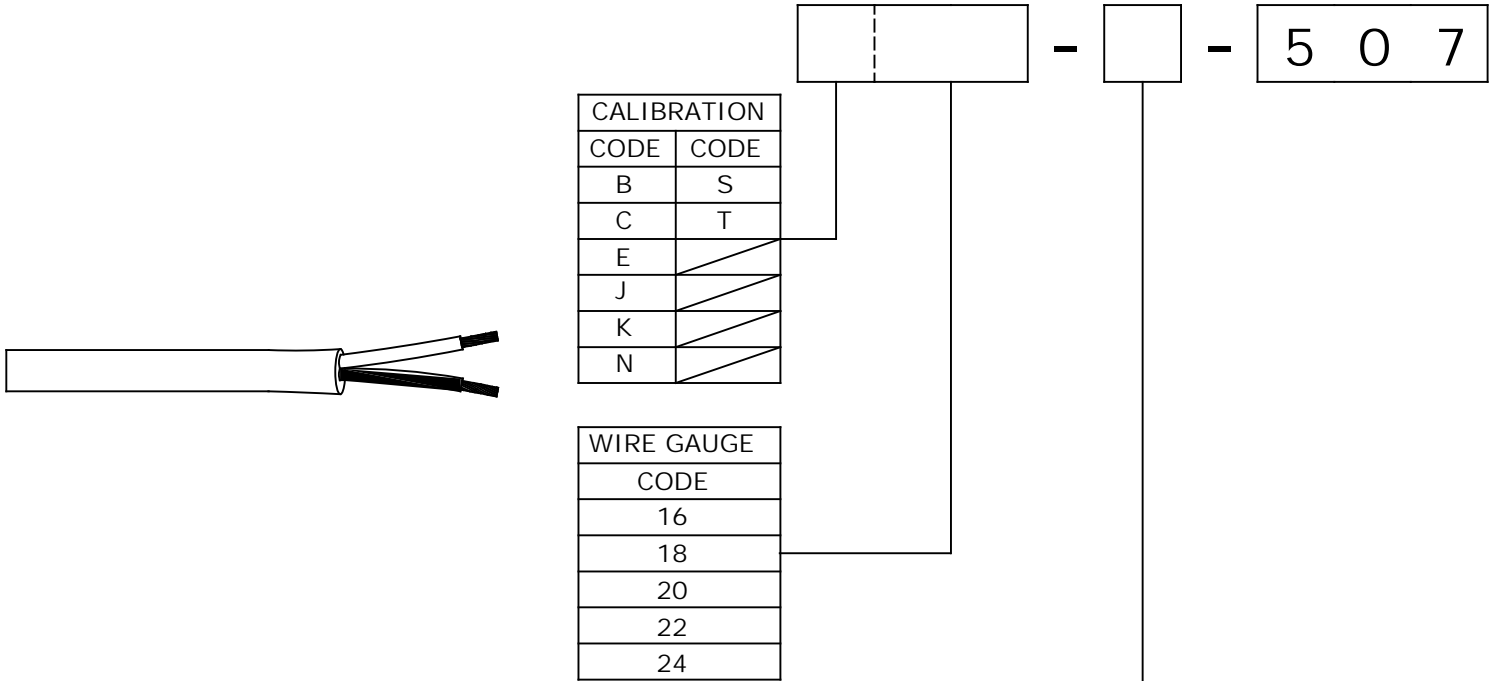 - - 5 0 7
CALIBRATION
CODE CODE
B S
C T
E
J
K
N
WIRE GAUGE
CODE
16
18
20
22
24